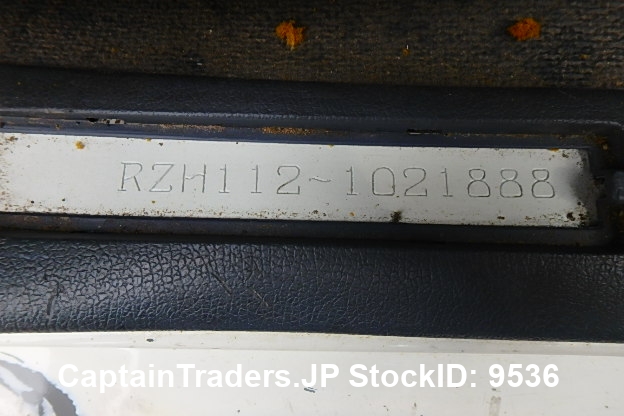 RZH112-1021888
CaptainTraders.JP StockID: 9536